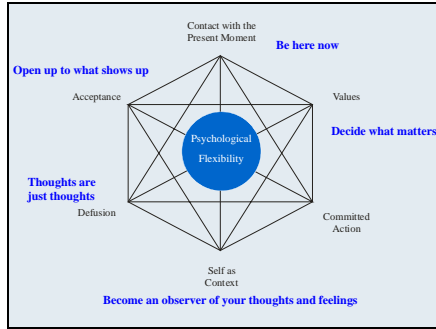 Contact with the
Present Moment
Be here now
Open up to what shows up
Acceptance
Values
Psychological
Flexibility
Decide what matters
Thoughts are
just thoughts
Defusion
Committed
Action
Self as
Context
Become an observer of your thoughts and feelings